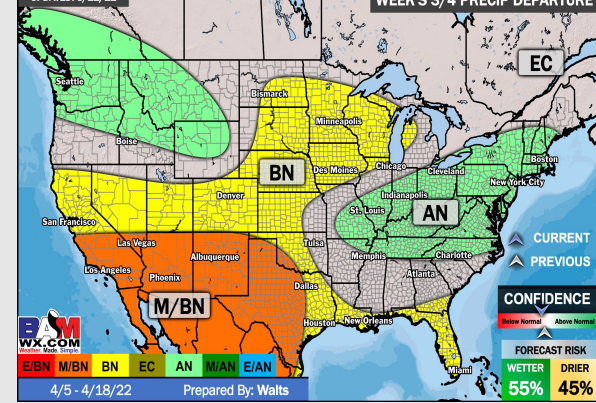 WEEK'S 3/4 PRECIP DEPARTURE
EC
Seattle
Bismarck
Minneapolis
Boise
Boston
BN
Des Moines
Chicago
Cleveland
New York City
Denver
Indianapolis
St. Louis
AN
San Francisco
Las Vegas
Tulsa
CURRENT
Albuquerque
Memphis
Charlotte
PREVIOUS
Los Angeles
Phoenix
Atlanta
Dallas
CONFIDENCE
M/BN
Below Normal
Above Normal
Houston
New Orleans
BAM
WX.COM
Weather. Made. Simple.
FORECAST RISK
E/BN M/BN BN EC AN M/AN E/AN
WETTER DRIER
Miami
55% 45%
4/5 - 4/18/22
Prepared By: Walts